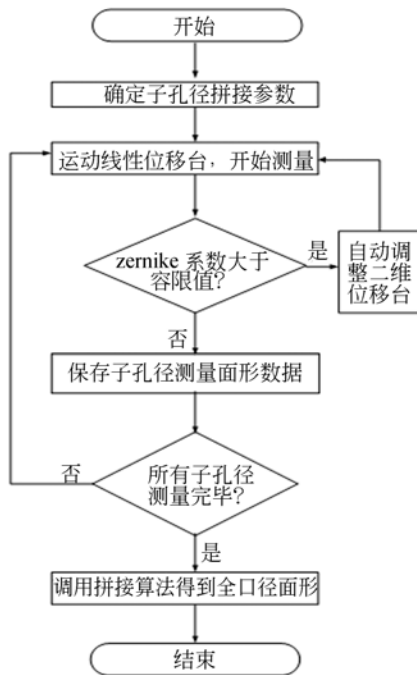 开始
确定子孔径拼接参数
运动线性位移台，开始测量
zernike 系数大于
容限值?
是
自动调
整二维
位移台
否
保存子孔径测量面形数据
所有子孔径
测量完毕?
否
是
调用拼接算法得到全口径面形
结束